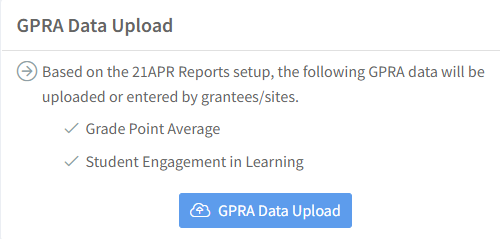 GPRA Data Upload
Based on the 21APR Reports setup, the following GPRA data will be
uploaded or entered by grantees/sites.
Grade Point Average
Student Engagement in Learning
GPRA Data Upload